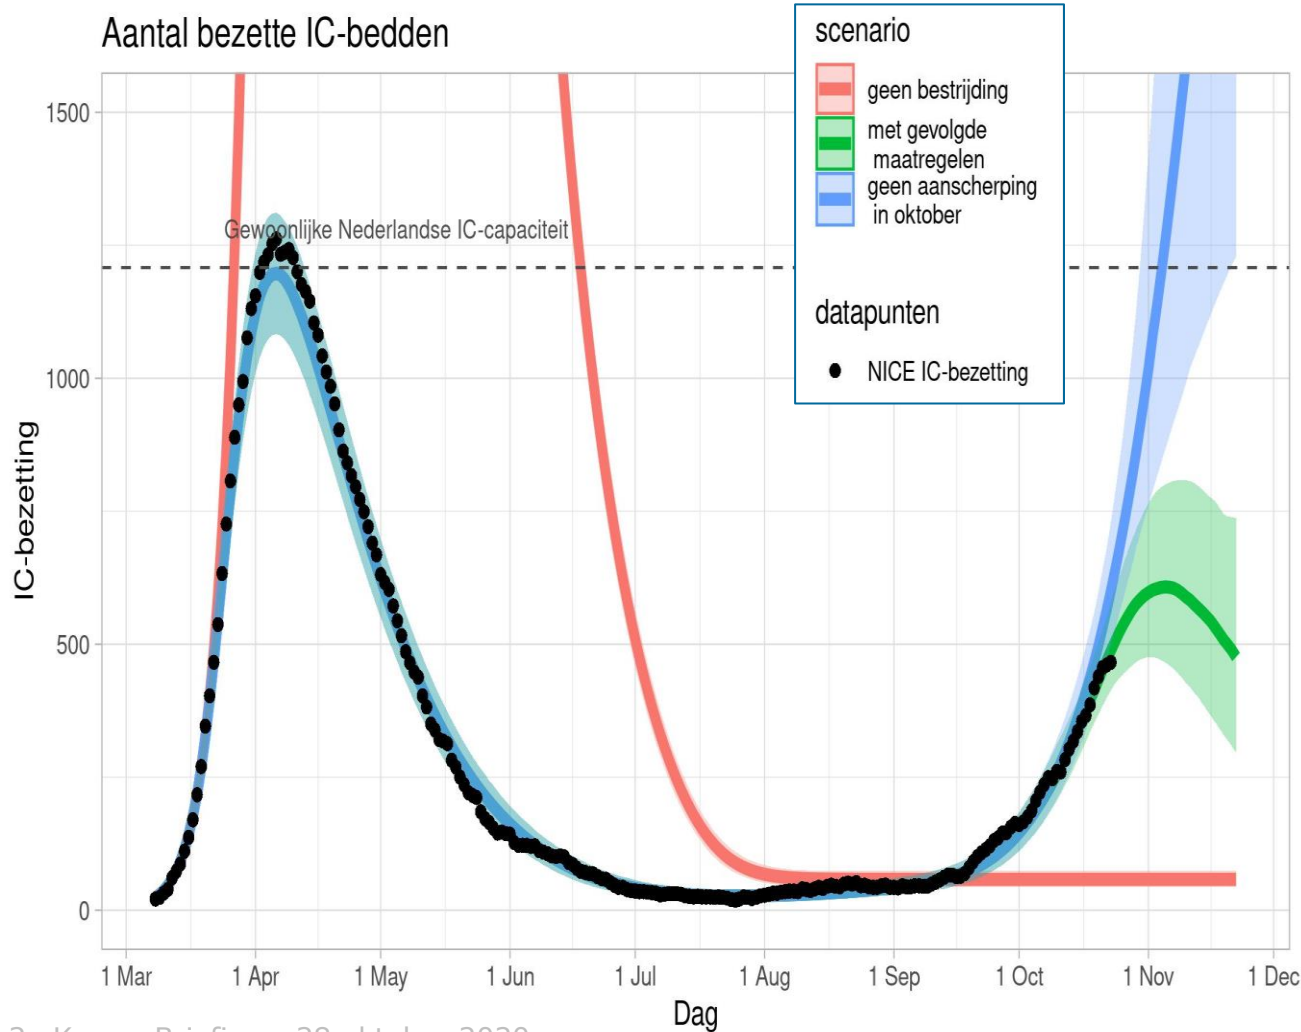 Aantal bezette IC-bedden
scenario
geen bestrijding
met gevolgde
maatregelen
geen aanscherping
in oktober
datapunten
NICE IC-bezetting
Gewoonlijke Nederlandse IC-capaciteit
IC-bezetting
1500
1000
500
0
1 Mar
1 Apr
1 May
1 Jun
1 Jul
1 Aug
1 Sep
1 Oct
1 Nov
1 Dec
Dag